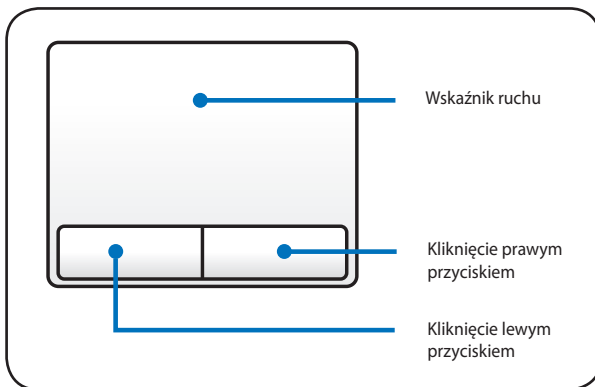 Wskaźnik ruchu
Kliknięcie prawym
przyciskiem
Kliknięcie lewym
przyciskiem